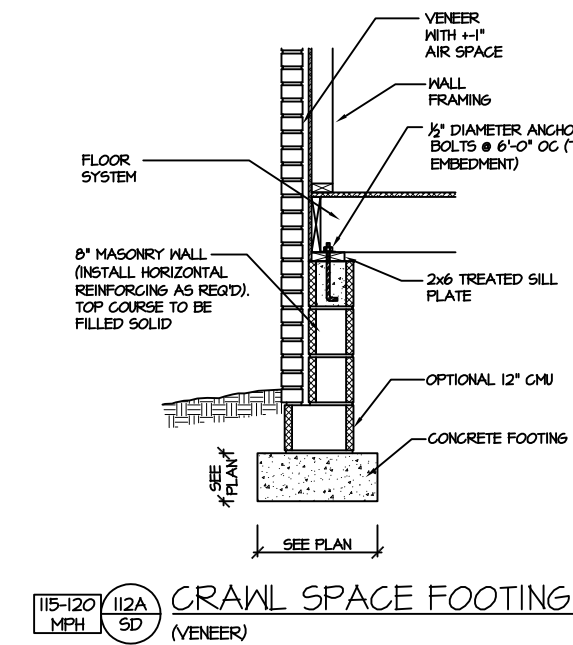 VENEER
WITH +-1"
AIR SPACE
WALL
FRAMING
½" DIAMETER ANCHO
BOLTS @ 6'-0" OC (
EMBEDMENT)
FLOOR
SYSTEM
8" MASONRY WALL
(INSTALL HORIZONTAL
REINFORCING AS REQ'D).
TOP COURSE TO BE
FILLED SOLID
2x6 TREATED SILL
PLATE
OPTIONAL 12" CMU
CONCRETE FOOTING
SEE
PLAN
SEE PLAN
115-120
MPH
112A
SD
CRAWL SPACE FOOTING
(VENEER)